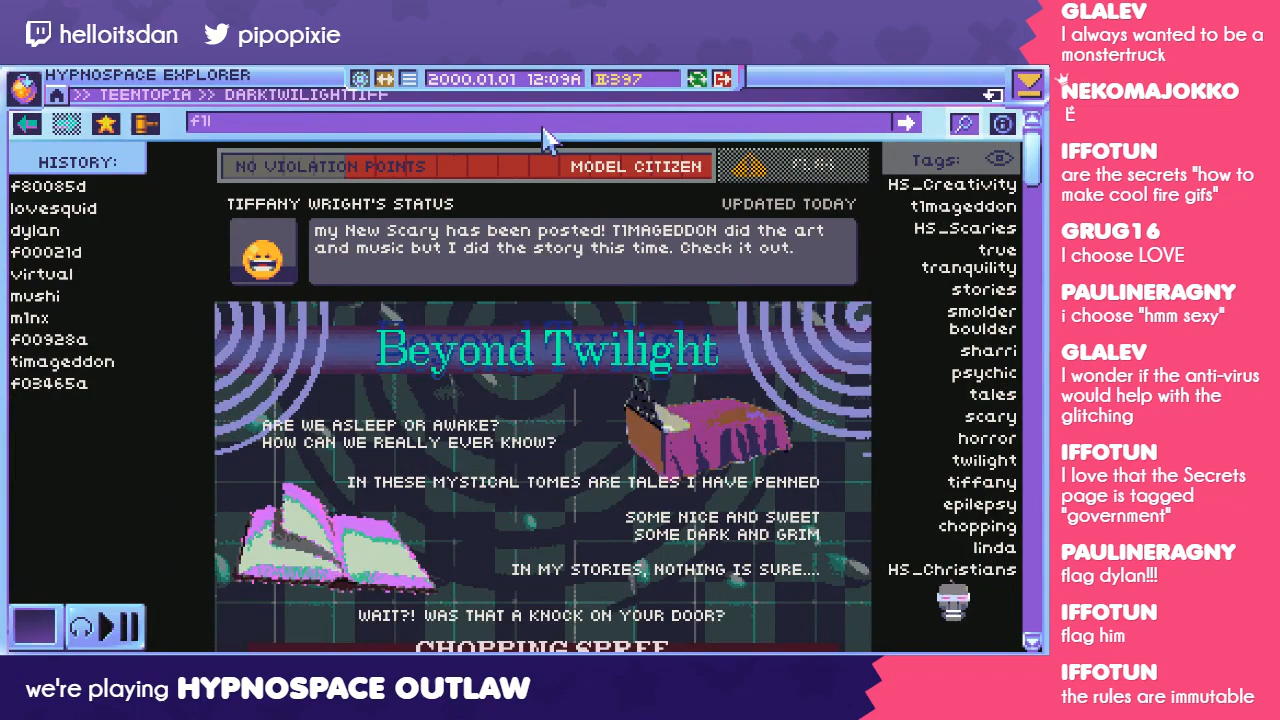 helloitsdan pipopixie
HYPNOSPACE EXPLORER
2000.01.01 12:09A
397
>> TEENTOPIA >> DARKTWILIGHTTIFF
f1l
HISTORY:
f80085d
lovesquid
dylan
f00021d
virtual
mushi
m1nx
f00928a
timageddon
f03465a
NO VIOLATION POINTS MODEL CITIZEN
TIFFANY WRIGHT'S STATUS UPDATED TODAY
my New Scary has been posted! T1MAGEDDON did the art
and music but I did the story this time. Check it out.
Beyond Twilight
ARE WE ASLEEP OR AWAKE?
HOW CAN WE REALLY EVER KNOW?
IN THESE MYSTICAL TOMES ARE TALES I HAVE PENNED
SOME NICE AND SWEET
SOME DARK AND GRIM
IN MY STORIES, NOTHING IS SURE....
WAIT?! WAS THAT A KNOCK ON YOUR DOOR?
CHOPPING SPREE
Tags:
HS_Creativity
t1mageddon
HS_Scaries
true
tranquility
stories
smolder
boulder
sharri
psychic
tales
scary
horror
twilight
tiffany
epilepsy
chopping
linda
HS_Christians
we're playing HYPNOSPACE OUTLAW
GLALEV
I always wanted to be a
monstertruck
NEKOMAJOKKO
É
IFFOTUN
are the secrets "how to
make cool fire gifs"
GRUG16
I choose LOVE
PAULINERAGNY
i choose "hmm sexy"
GLALEV
I wonder if the anti-virus
would help with the
glitching
IFFOTUN
I love that the Secrets
page is tagged
"government"
PAULINERAGNY
flag dylan!!!
IFFOTUN
flag him
IFFOTUN
the rules are immutable